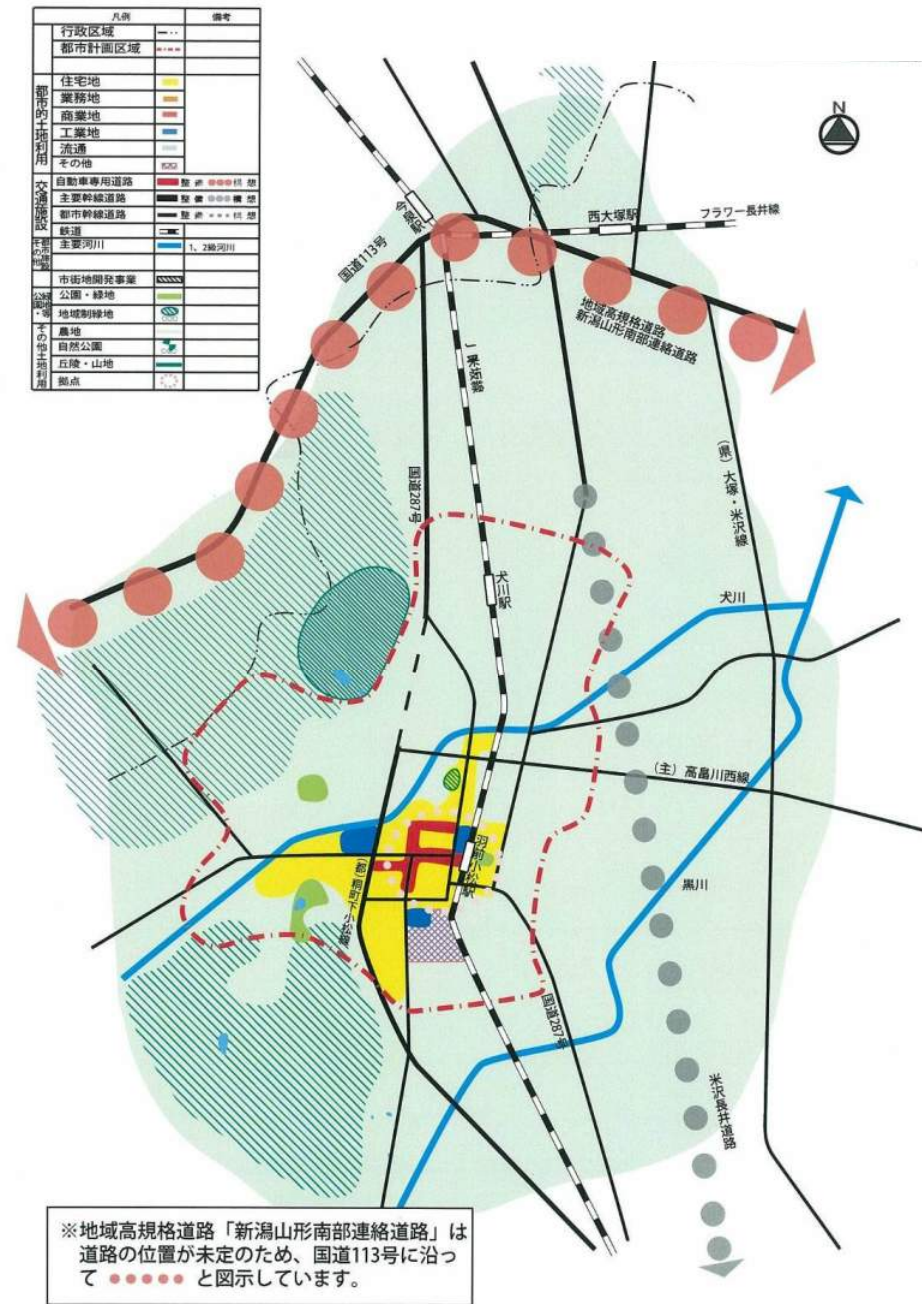 凡例 備考
行政区域
都市計画区域
都市的土地利用
住宅地
業務地
商業地
工業地
流通
その他
交通施設
自動車専用道路 整備 構想
主要幹線道路 整備 構想
都市幹線道路 整備 構想
鉄道
主要河川 1、2級河川
市街地開発事業
公園・緑地
地域制緑地
その他土地利用
農地
自然公園
丘陵・山地
拠点
N
今泉駅
西大塚駅
フラワー長井線
国道113号
地域高規格道路
新潟山形南部連絡道路
国道287号
(県)大塚・米沢線
犬川駅
犬川
(主)高畠川西線
羽前小松駅
黒川
国道287号
米沢長井道路
※地域高規格道路「新潟山形南部連絡道路」は
道路の位置が未定のため、国道113号に沿っ
て ●●●●● と図示しています。